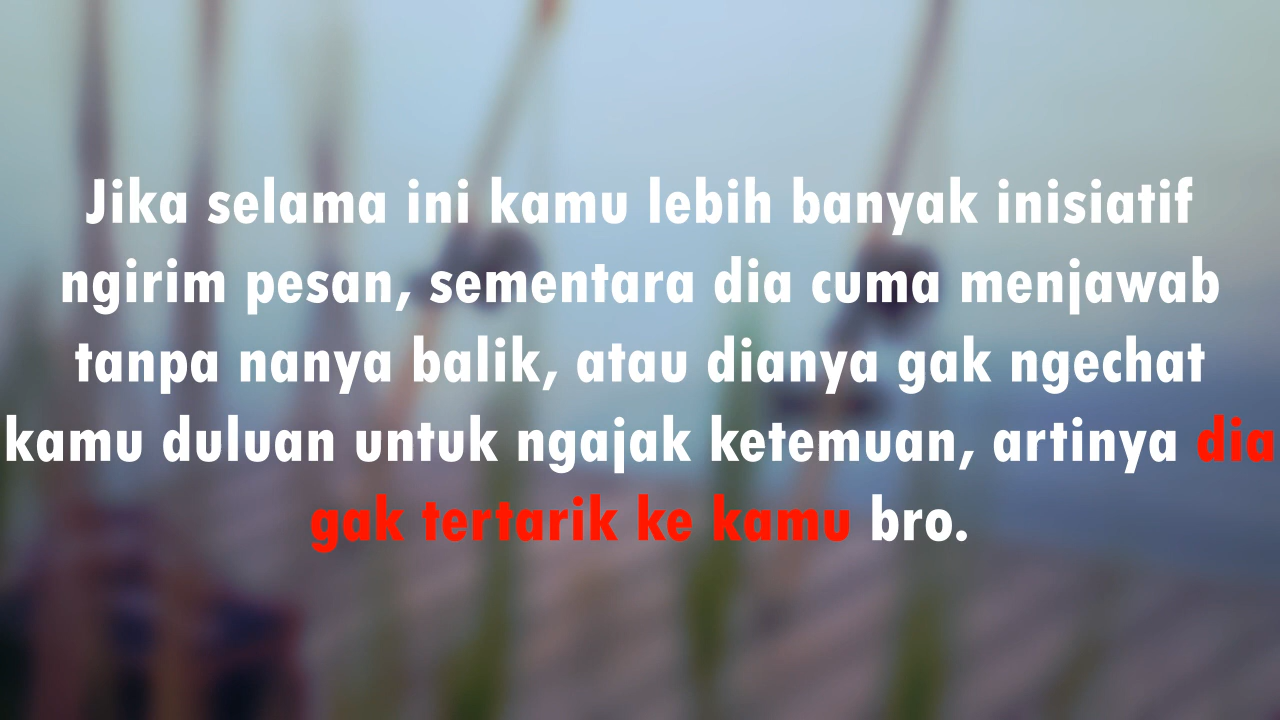 Jika selama ini kamu lebih banyak inisiatif
ngirim pesan, sementara dia cuma menjawab
tanpa nanya balik, atau dianya gak ngechat
kamu duluan untuk ngajak ketemuan, artinya dia
gak tertarik ke kamu bro.